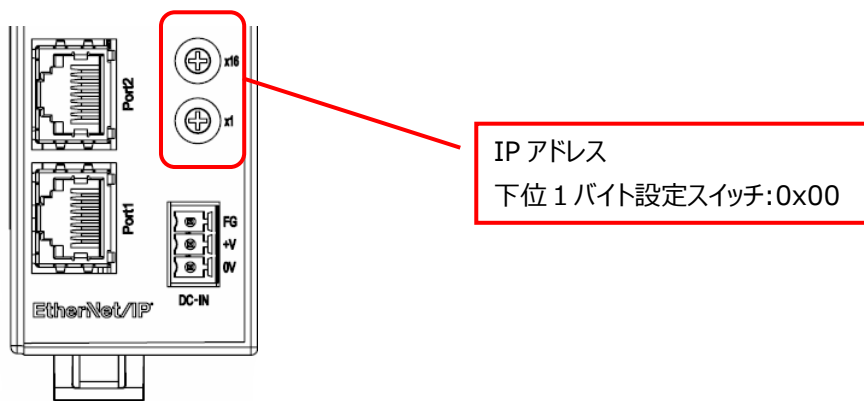 x16
Port2
x1
IP アドレス
下位１バイト設定スイッチ:0x00
Port1
FG
+V
0V
DC-IN
EtherNet/IP